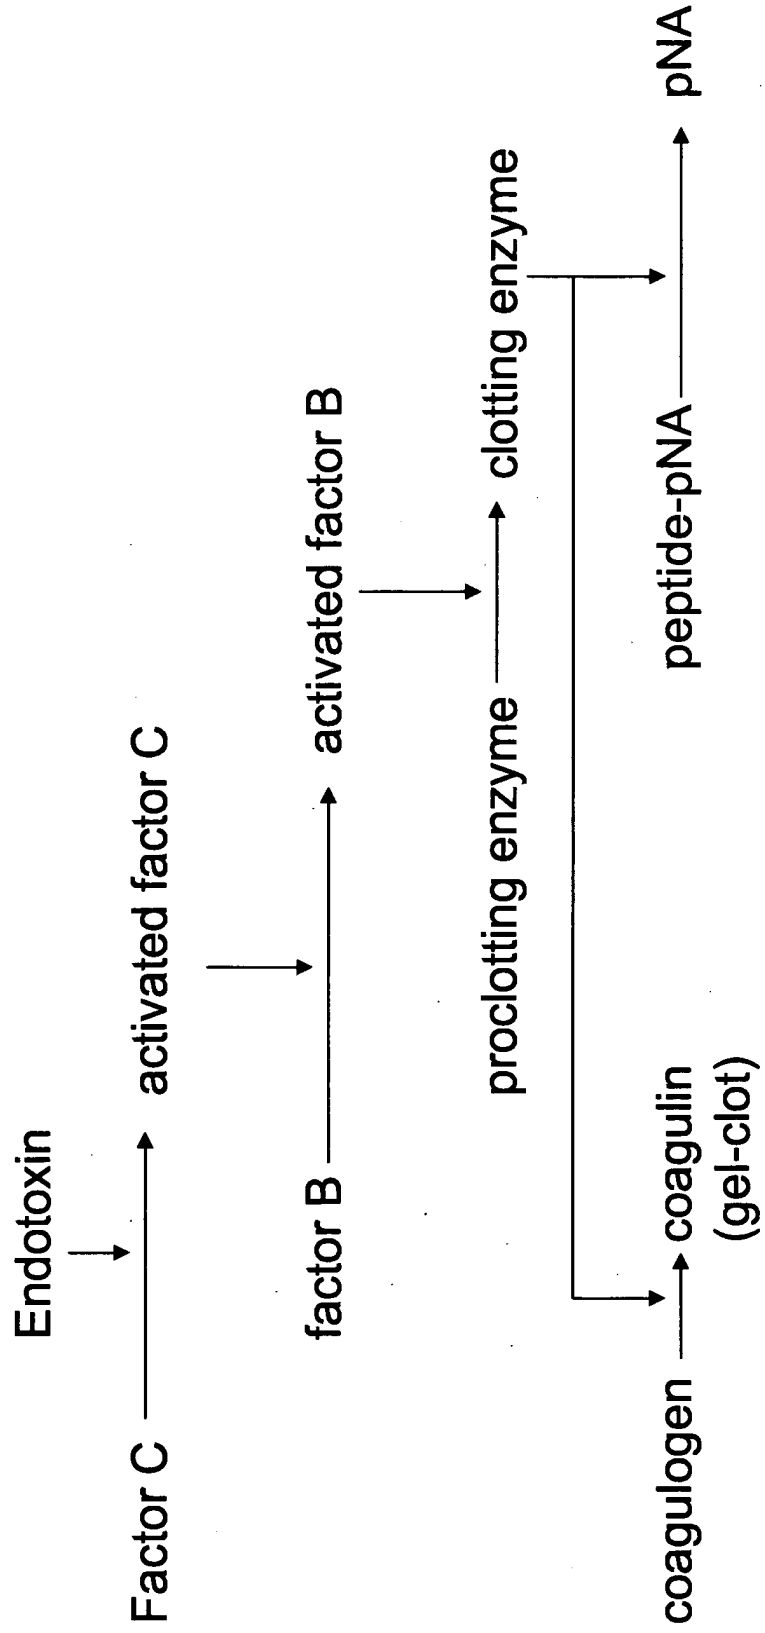 Endotoxin
Factor C
activated factor C
factor B
activated factor B
proclotting enzyme
clotting enzyme
coagulogen
coagulin
(gel-clot)
peptide-pNA
pNA